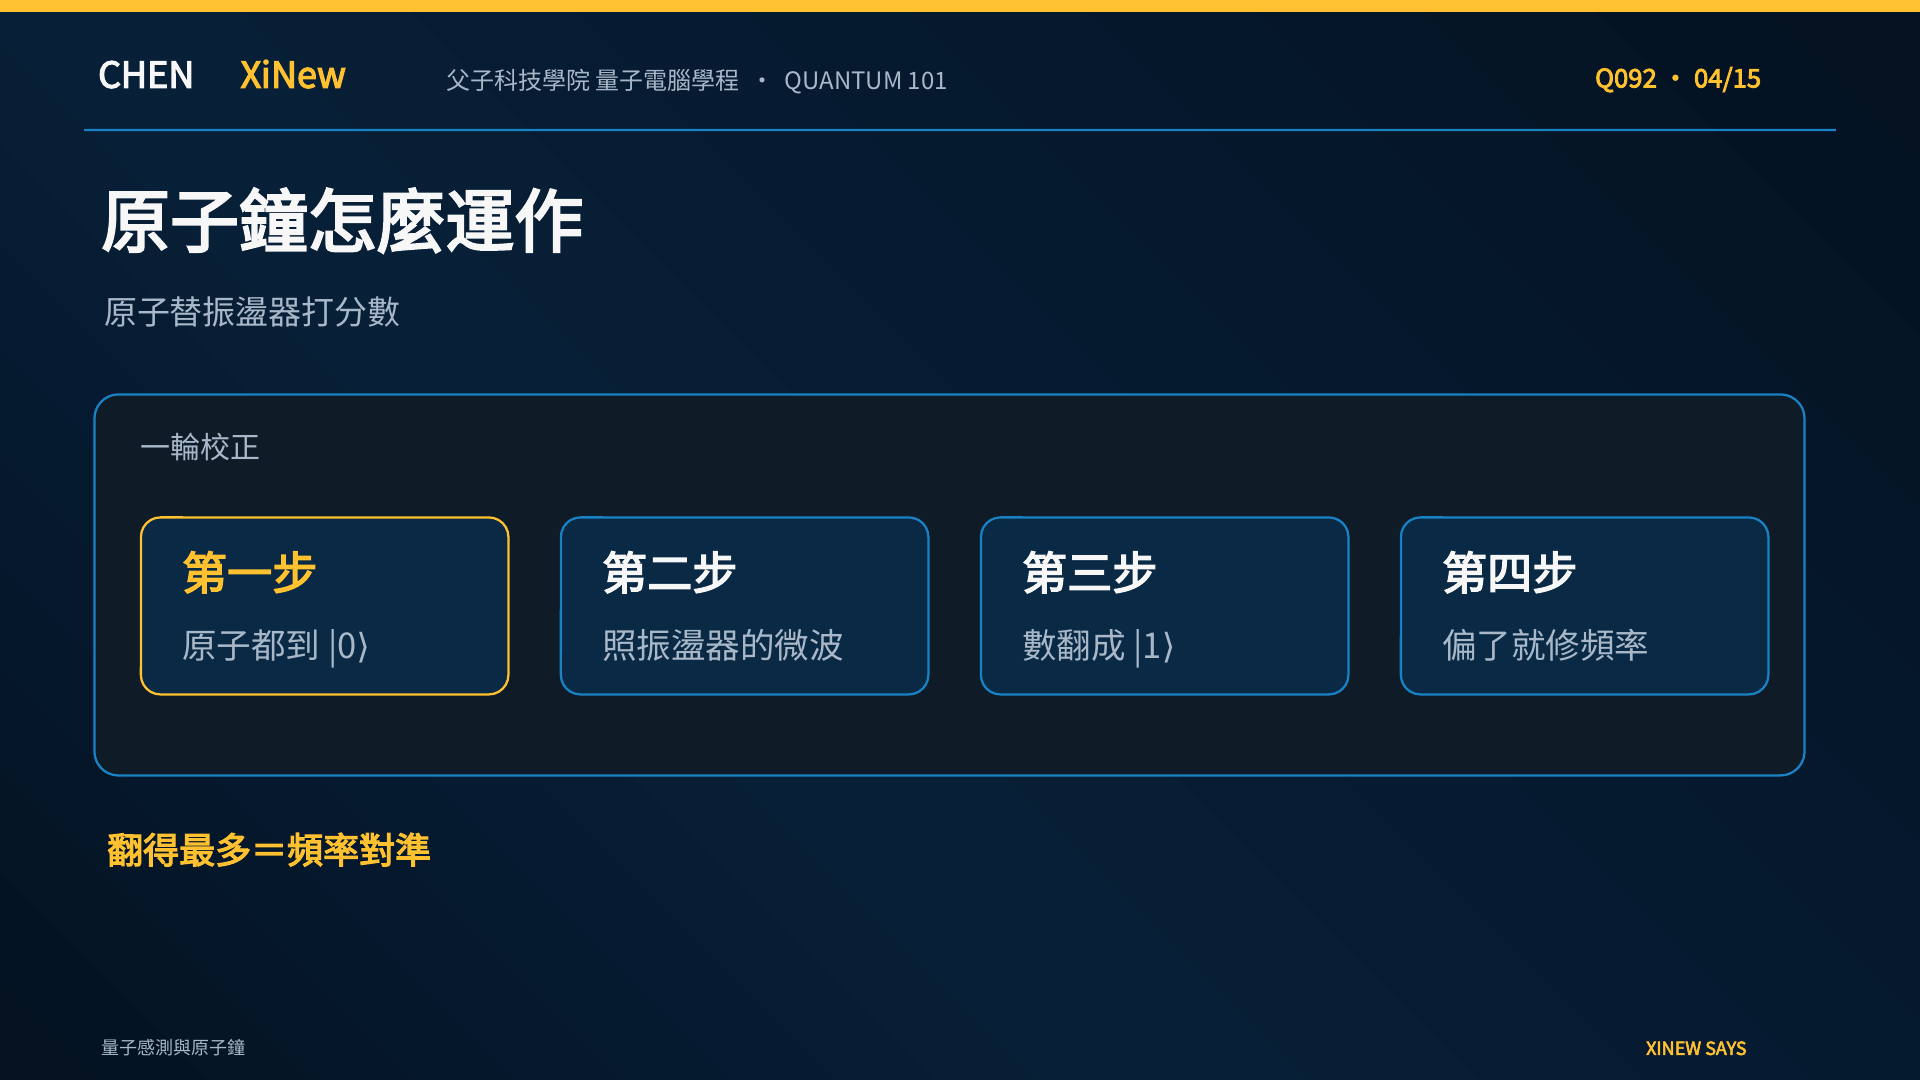 CHEN XiNew 父子科技學院 量子電腦學程 · QUANTUM 101 Q092 · 04/15
原子鐘怎麼運作
原子替振盪器打分數
一輪校正
第一步
原子都到 |0⟩
第二步
照振盪器的微波
第三步
數翻成 |1⟩
第四步
偏了就修頻率
翻得最多＝頻率對準
量子感測與原子鐘 XINEW SAYS